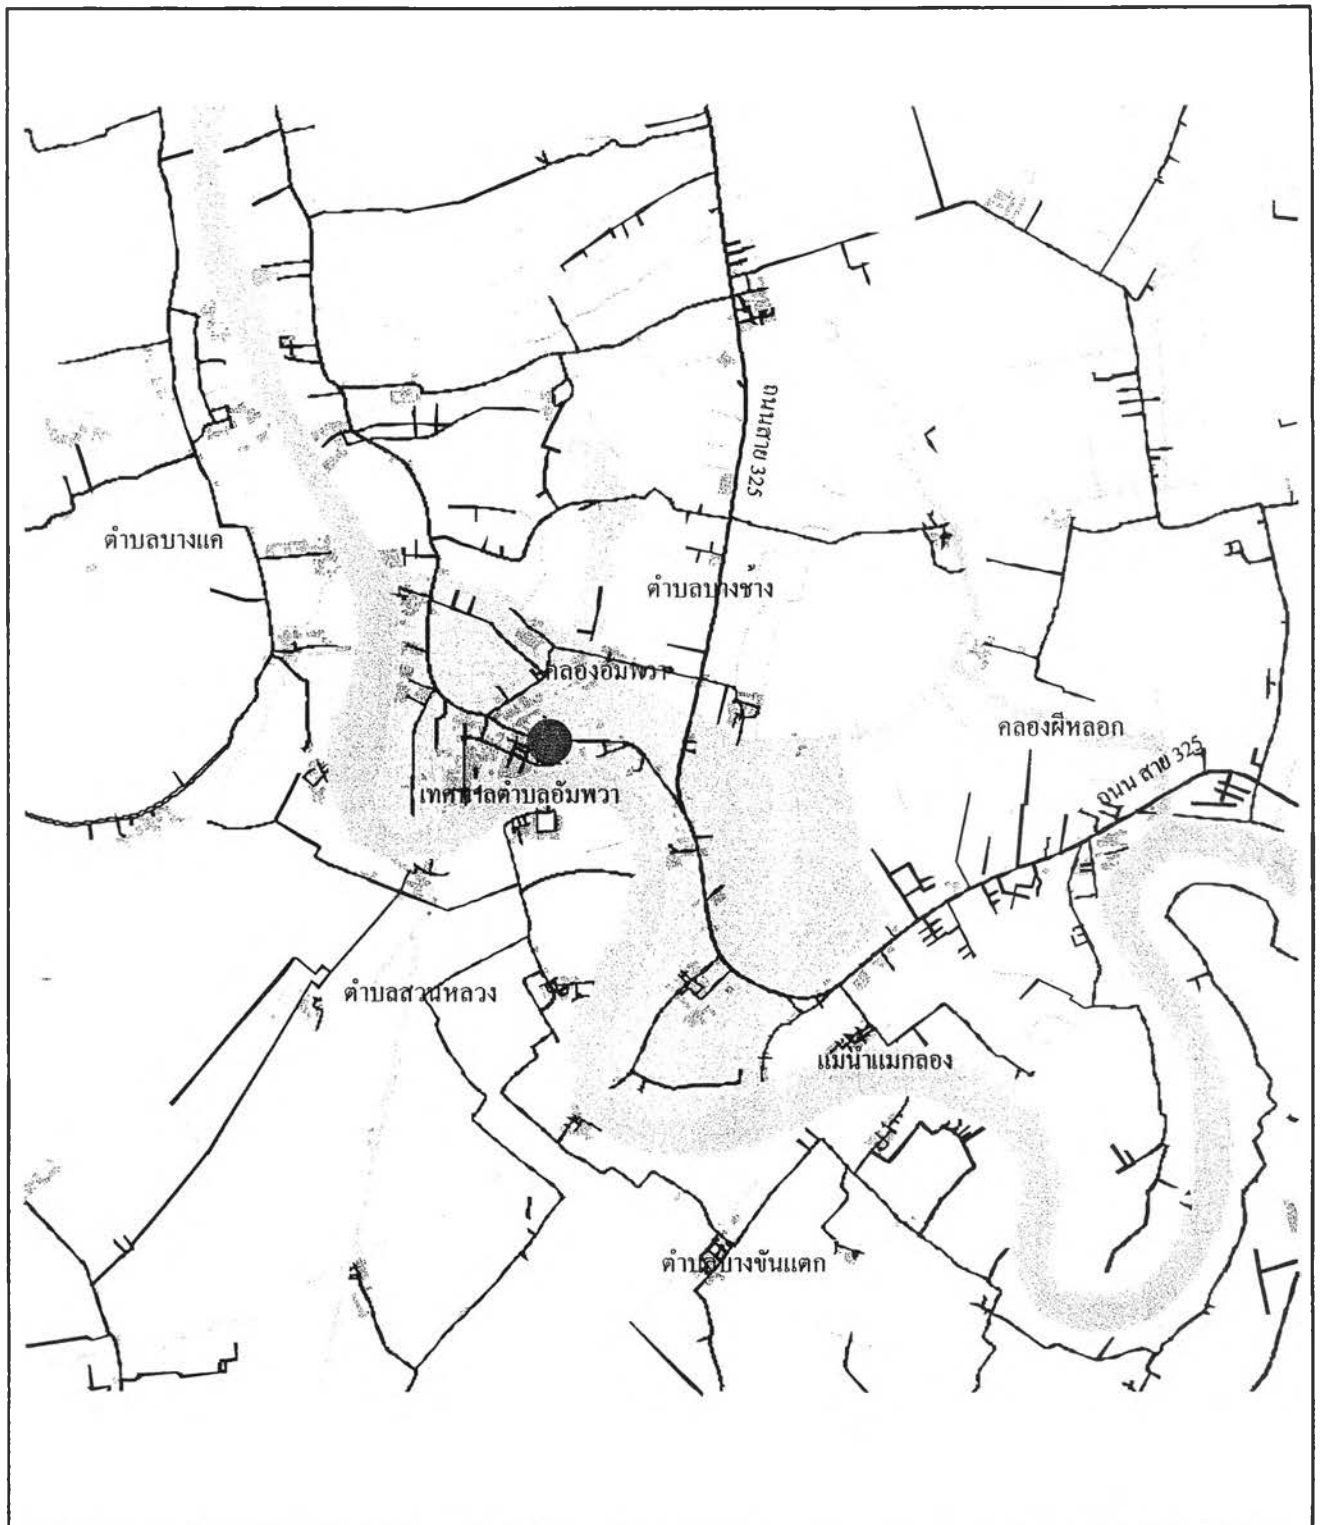 ถนนสาย 325
ตำบลบางแค
ตำบลบางช้าง
คลองอัมพวา
คลองผีหลอก
ถนน สาย 325
เทศบาลตำบลอัมพวา
ตำบลสวนหลวง
แม่น้ำแม่กลอง
ตำบลบางขันแตก